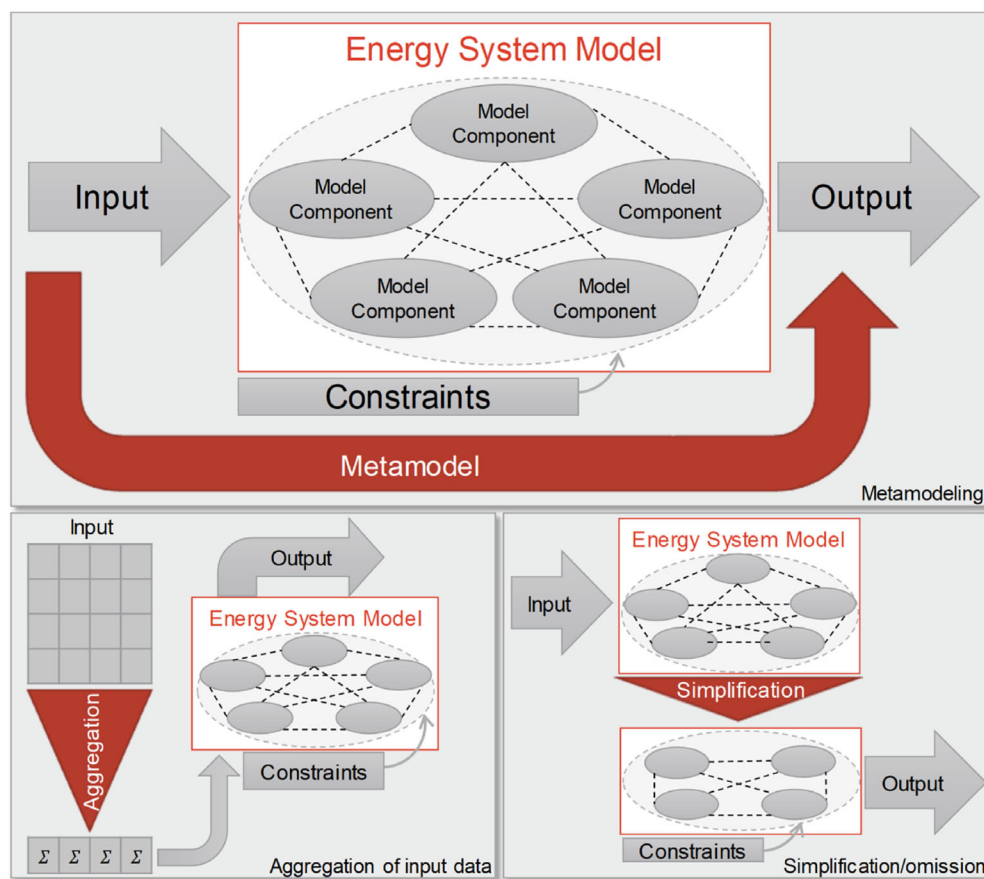 Energy System Model
Model
Component
Model
Component
Model
Component
Model
Component
Model
Component
Input
Output
Constraints
Metamodel
Metamodeling
Input
Aggregation
Σ Σ Σ Σ
Output
Energy System Model
Constraints
Aggregation of input data
Input
Energy System Model
Simplification
Output
Constraints
Simplification/omission